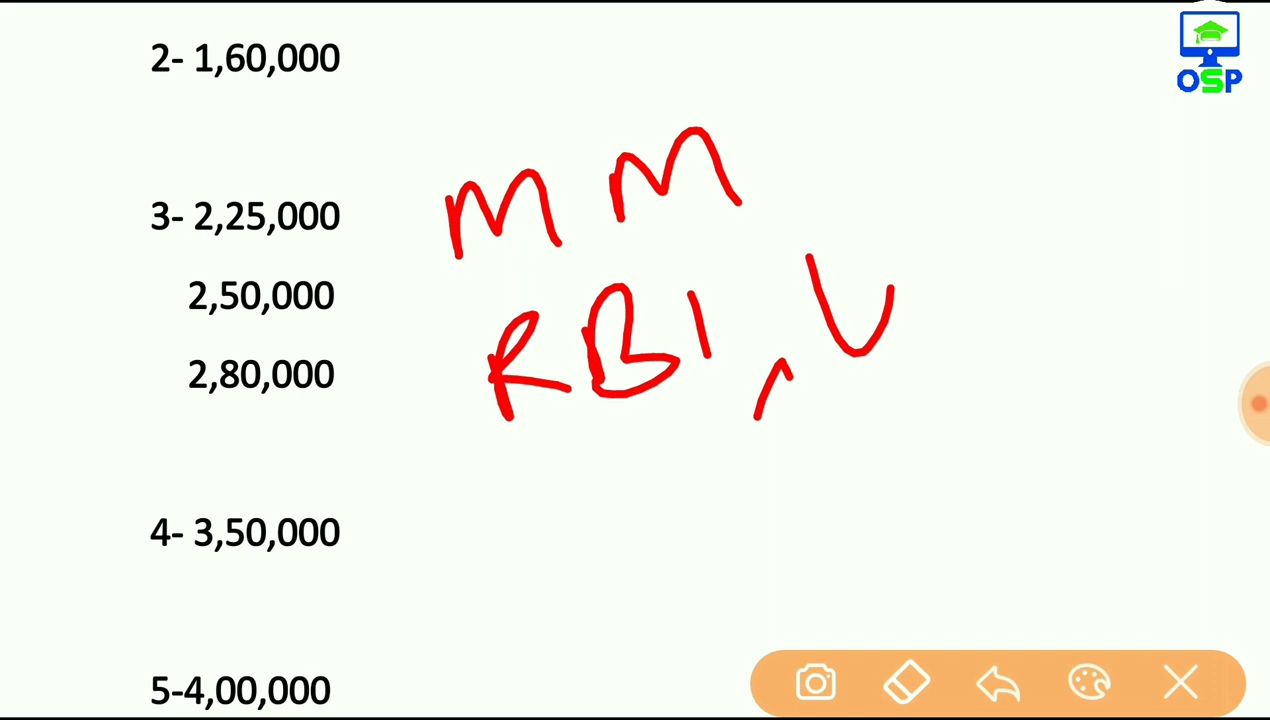 OSP
2- 1,60,000
M M
3- 2,25,000
2,50,000
RBI, U
2,80,000
4- 3,50,000
5-4,00,000